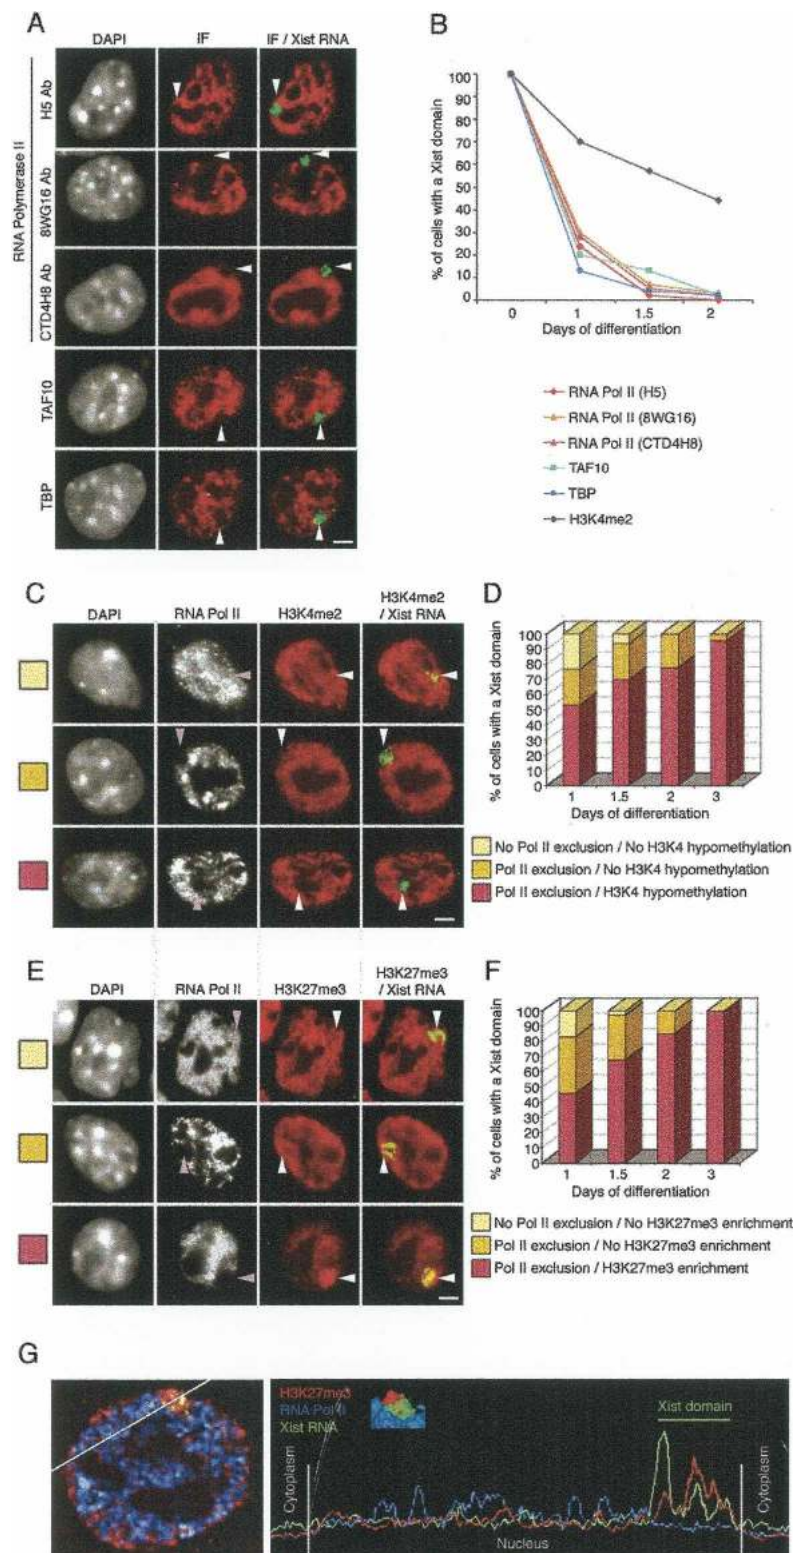 A
DAPI
IF
IF / Xist RNA
RNA Polymerase II
H5 Ab
8WG16 Ab
CTD4H8 Ab
TAF10
TBP
B
% of cells with a Xist domain
100
90
80
70
60
50
40
30
20
10
0
0 1 1.5 2
Days of differentiation
RNA Pol II (H5)
RNA Pol II (8WG16)
RNA Pol II (CTD4H8)
TAF10
TBP
H3K4me2
C
DAPI
RNA Pol II
H3K4me2
H3K4me2
/ Xist RNA
D
% of cells with a Xist domain
100
90
80
70
60
50
40
30
20
10
0
1 1.5 2 3
Days of differentiation
No Pol II exclusion / No H3K4 hypomethylation
Pol II exclusion / No H3K4 hypomethylation
Pol II exclusion / H3K4 hypomethylation
E
DAPI
RNA Pol II
H3K27me3
H3K27me3
/ Xist RNA
F
% of cells with a Xist domain
100
90
80
70
60
50
40
30
20
10
0
1 1.5 2 3
Days of differentiation
No Pol II exclusion / No H3K27me3 enrichment
Pol II exclusion / No H3K27me3 enrichment
Pol II exclusion / H3K27me3 enrichment
G
H3K27me3
RNA Pol II
Xist RNA
Xist domain
Cytoplasm
Nucleus
Cytoplasm